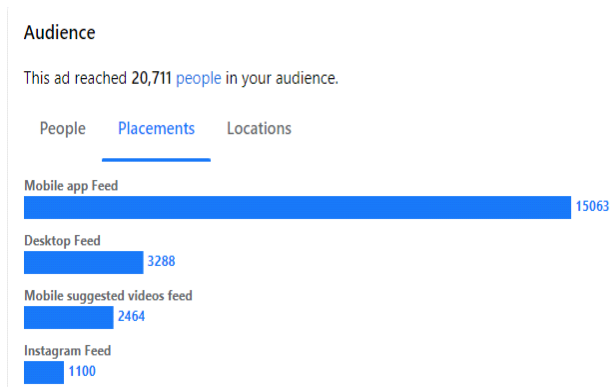 Audience
This ad reached 20,711 people in your audience.
People Placements Locations
Mobile app Feed
15063
Desktop Feed
3288
Mobile suggested videos feed
2464
Instagram Feed
1100